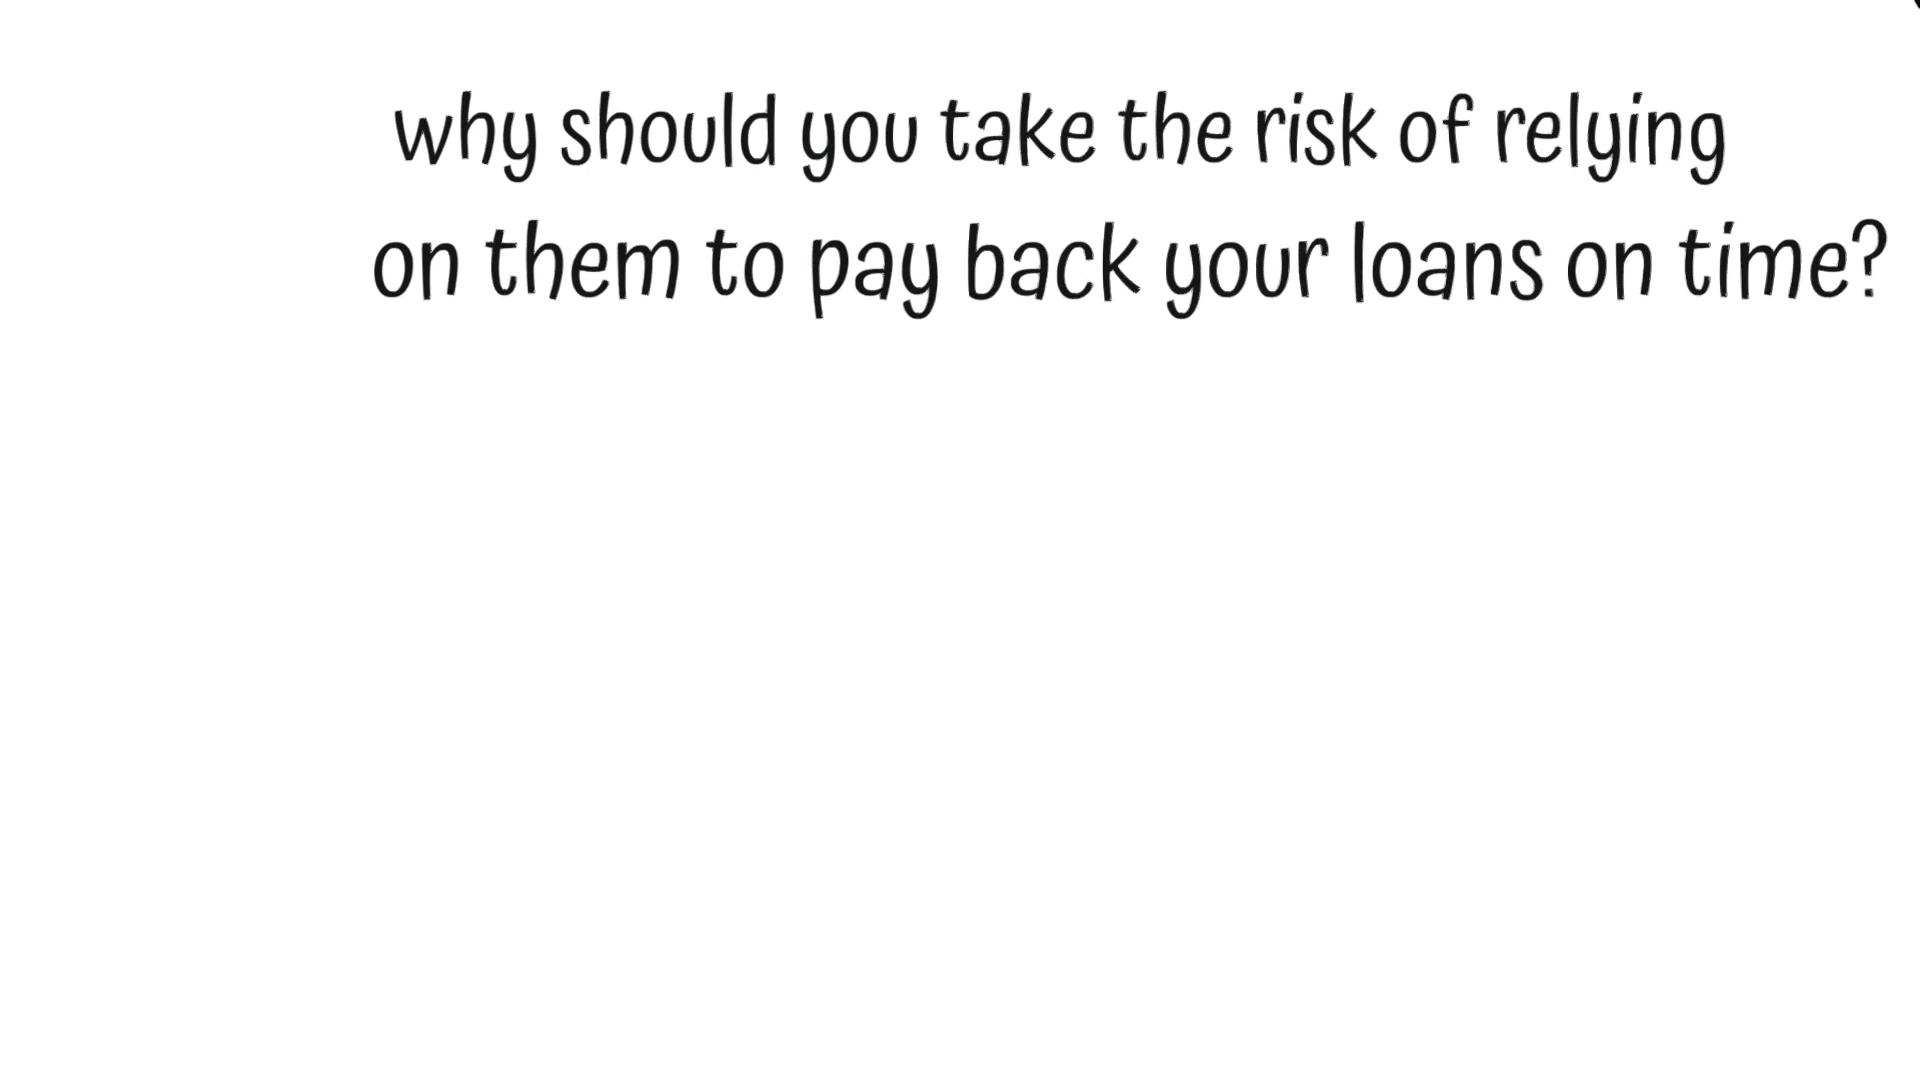 why should you take the risk of relying
on them to pay back your loans on time?